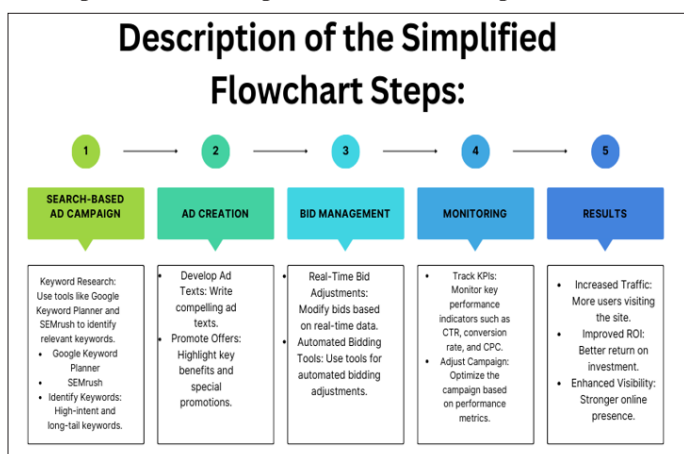 Description of the Simplified
Flowchart Steps:
1
2
3
4
5
SEARCH-BASED
AD CAMPAIGN
AD CREATION
BID MANAGEMENT
MONITORING
RESULTS
Keyword Research:
Use tools like Google
Keyword Planner and
SEMrush to identify
relevant keywords.
• Google Keyword
Planner
• SEMrush
• Identify Keywords:
High-intent and
long-tail keywords.
• Develop Ad
Texts: Write
compelling ad
texts.
• Promote Offers:
Highlight key
benefits and
special
promotions.
• Real-Time Bid
Adjustments:
Modify bids based
on real-time data.
• Automated Bidding
Tools: Use tools for
automated bidding
adjustments.
• Track KPIs:
Monitor key
performance
indicators such as
CTR, conversion
rate, and CPC.
• Adjust Campaign:
Optimize the
campaign based
on performance
metrics.
• Increased Traffic:
More users visiting
the site.
• Improved ROI:
Better return on
investment.
• Enhanced Visibility:
Stronger online
presence.